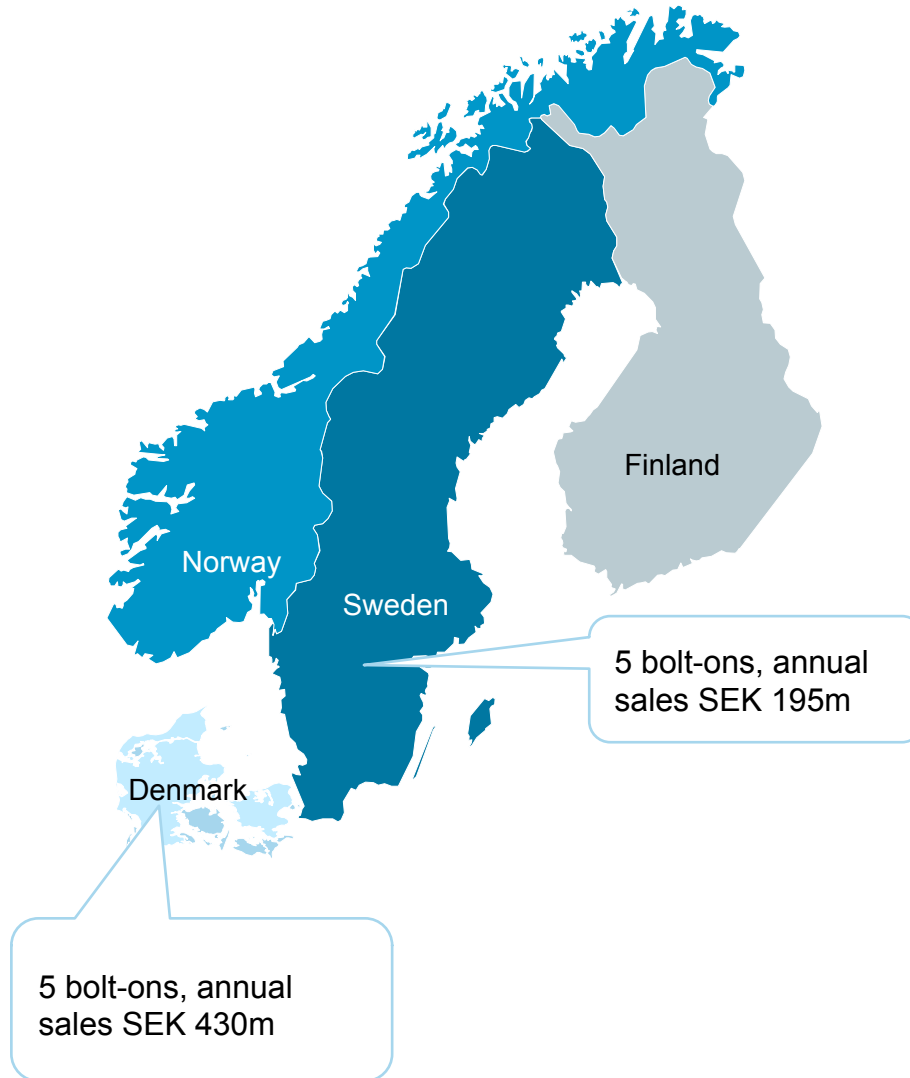 Finland
Norway
Sweden
5 bolt-ons, annual
sales SEK 195m
Denmark
5 bolt-ons, annual
sales SEK 430m